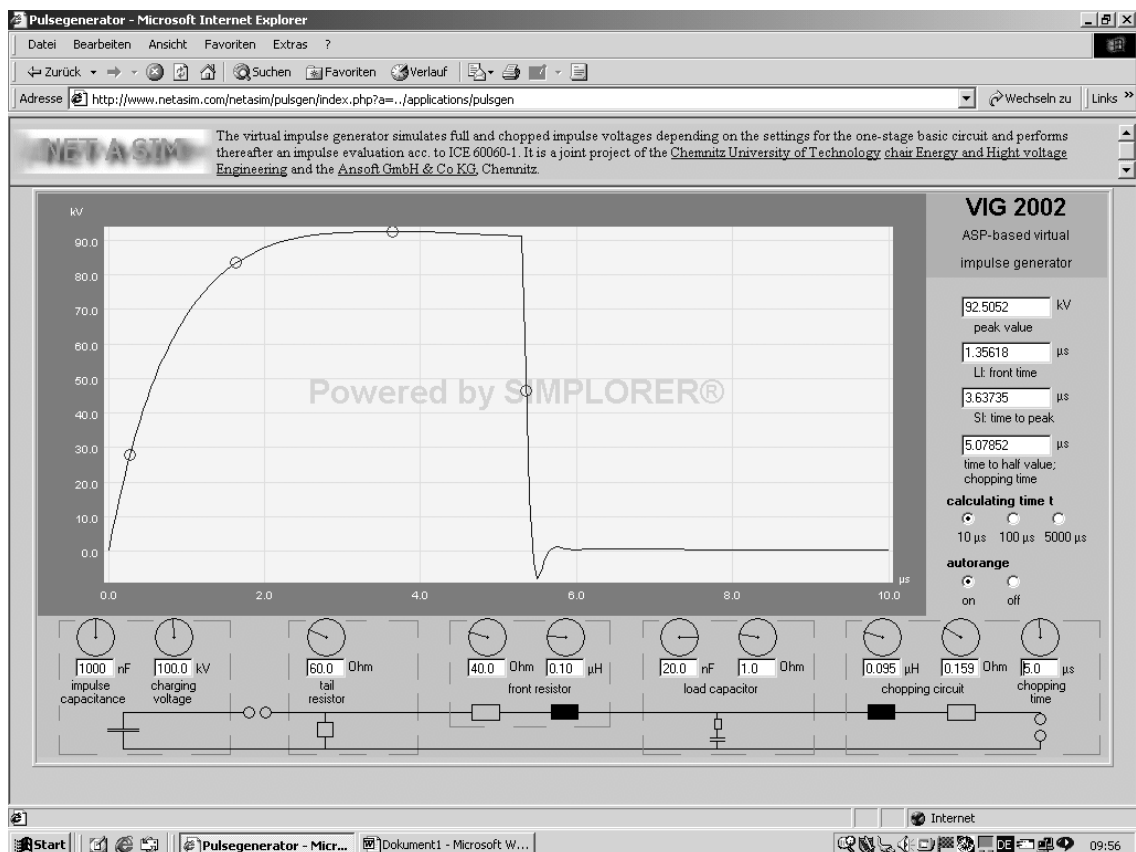 Pulsegenerator - Microsoft Internet Explorer
Datei Bearbeiten Ansicht Favoriten Extras ?
Zurück Suchen Favoriten Verlauf
Adresse http://www.netasim.com/netasim/pulsgen/index.php?a=../applications/pulsgen Wechseln zu Links »
NET A SIM
The virtual impulse generator simulates full and chopped impulse voltages depending on the settings for the one-stage basic circuit and performs
thereafter an impulse evaluation acc. to ICE 60060-1. It is a joint project of the Chemnitz University of Technology chair Energy and Hight voltage
Engineering and the Ansoft GmbH & Co KG, Chemnitz.
VIG 2002
ASP-based virtual
impulse generator
kV
90.0
80.0
70.0
60.0
50.0
40.0
30.0
20.0
10.0
0.0
Powered by SIMPLORER®
0.0 2.0 4.0 6.0 8.0 10.0
µs
92.5052 kV
peak value
1.35618 µs
LI: front time
3.63735 µs
SI: time to peak
5.07852 µs
time to half value;
chopping time
calculating time t
10 µs 100 µs 5000 µs
autorange
on off
1000 nF 100.0 kV 60.0 Ohm 40.0 Ohm 0.10 µH 20.0 nF 1.0 Ohm 0.095 µH 0.159 Ohm 5.0 µs
impulse capacitance
charging voltage
tail resistor
front resistor
load capacitor
chopping circuit
chopping time
Internet
Start Pulsegenerator - Micr... Dokument1 - Microsoft W... DE 09:56